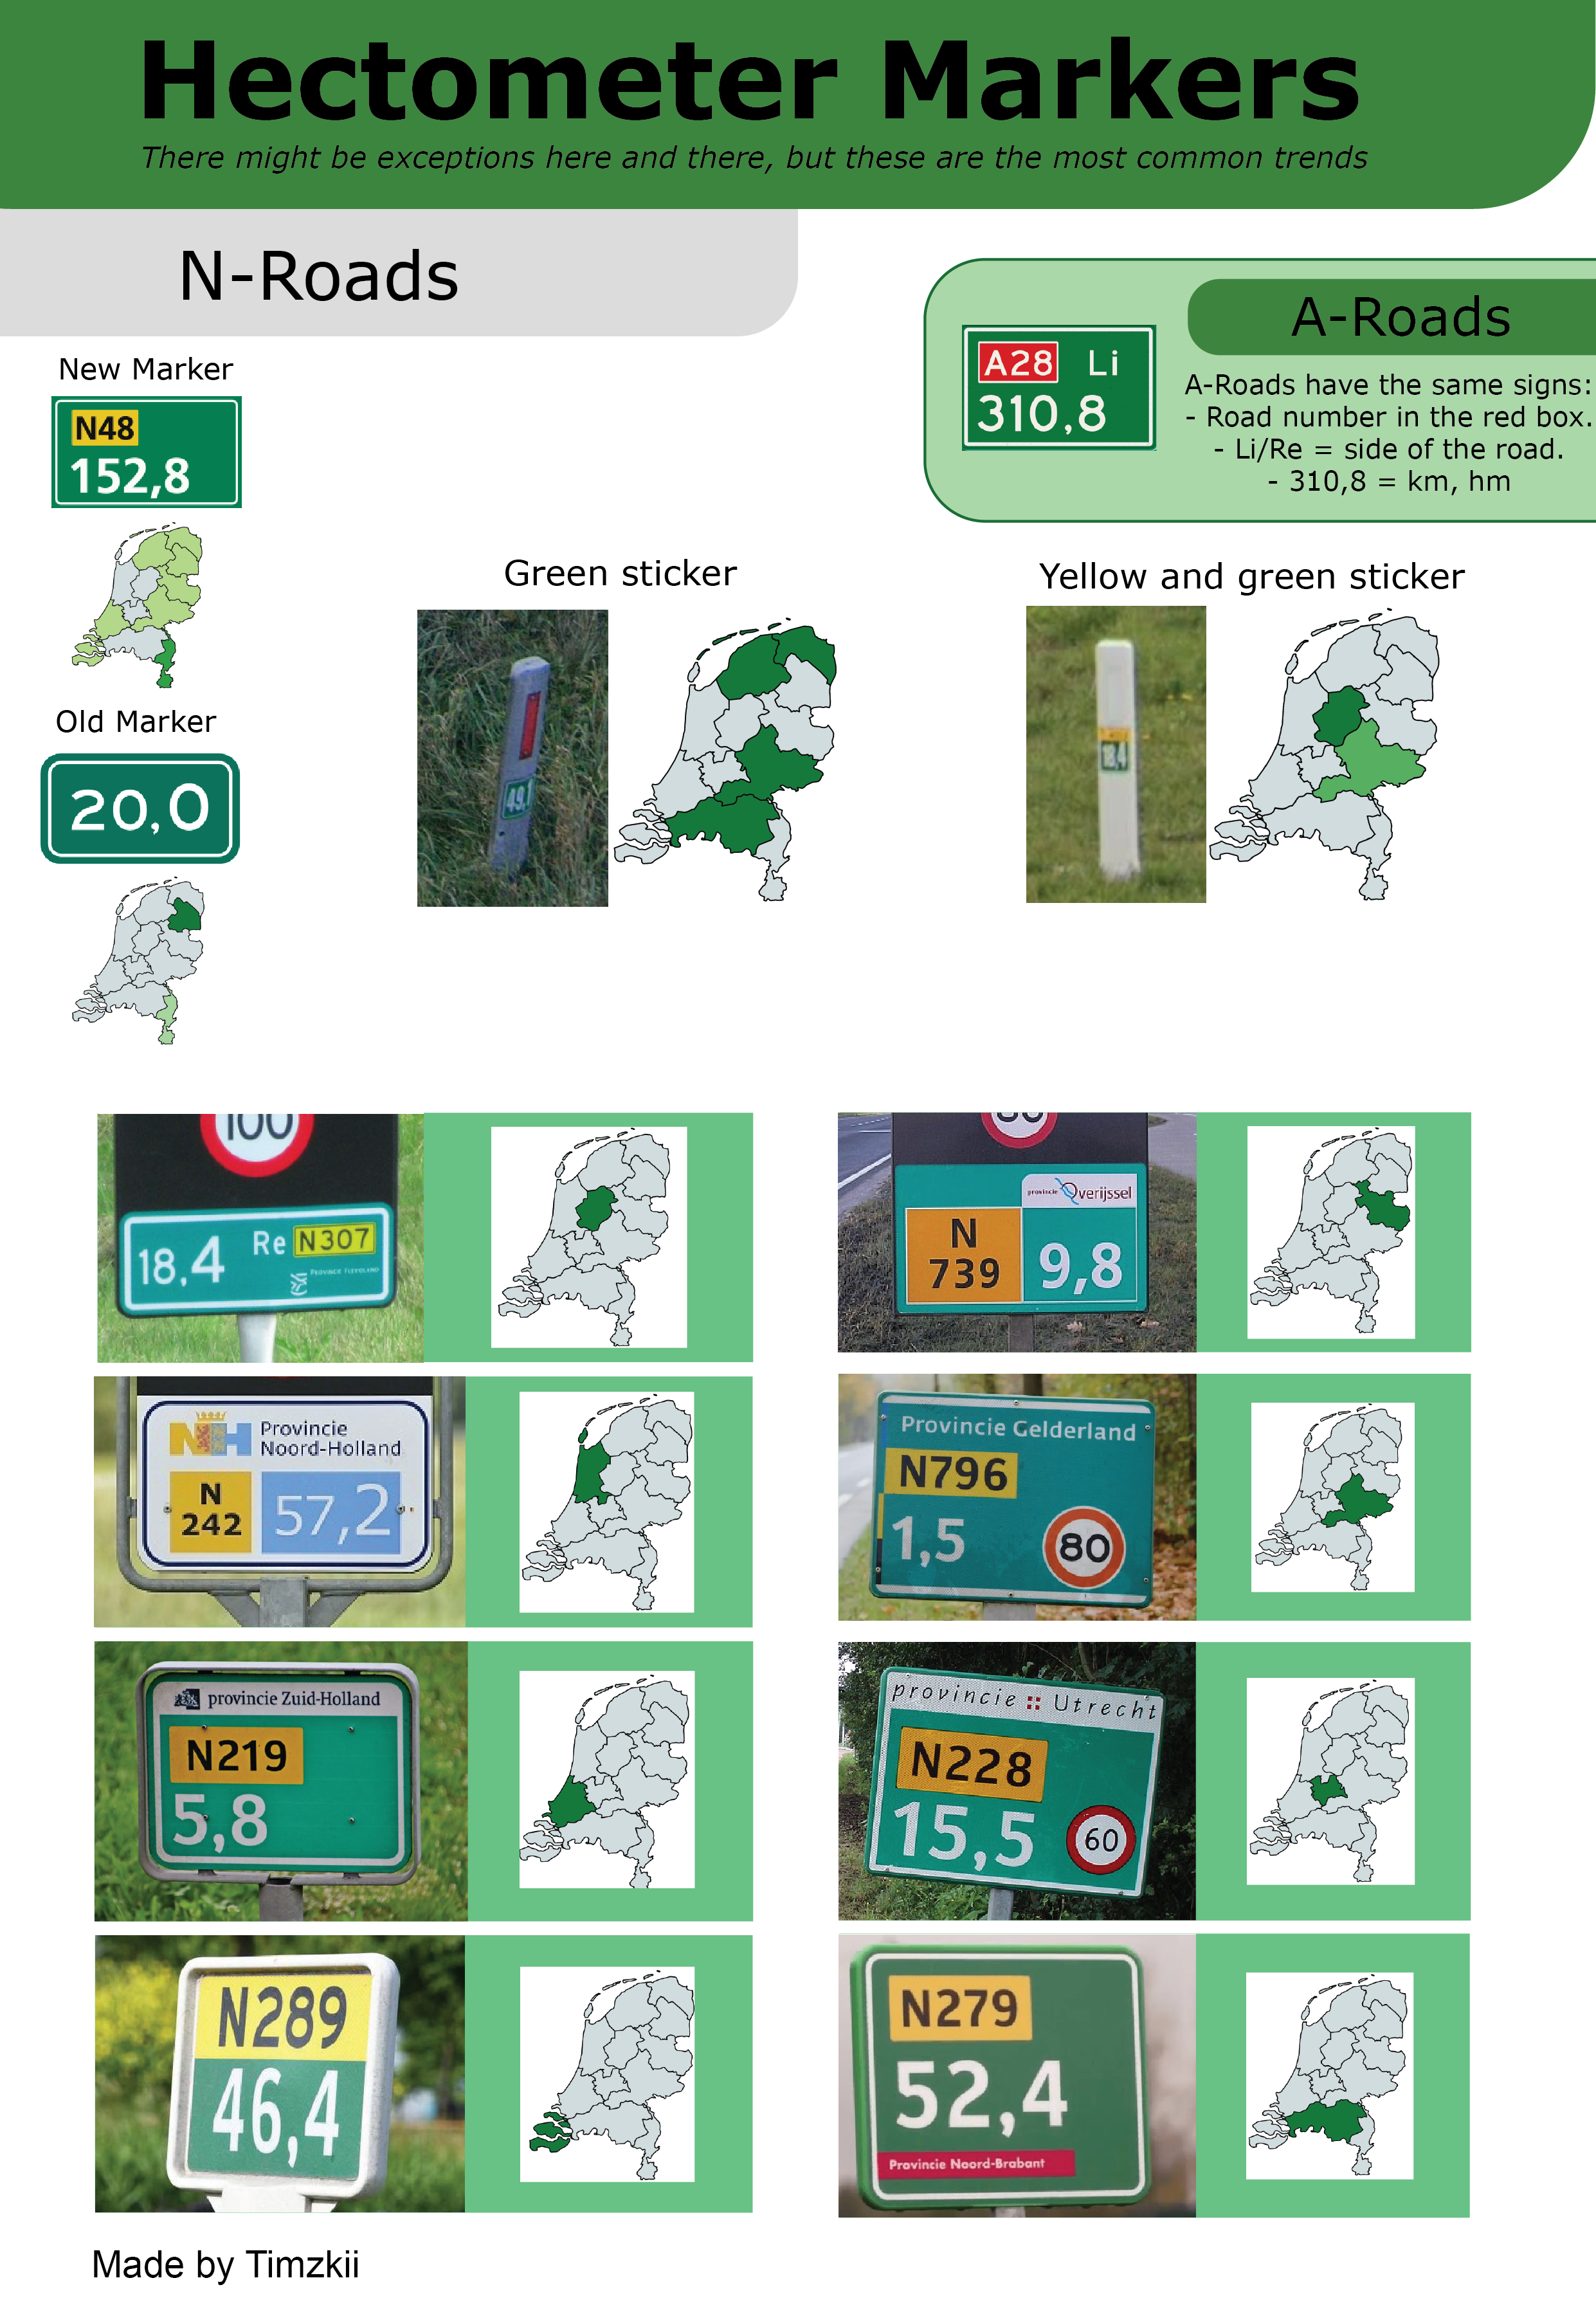 Hectometer Markers
There might be exceptions here and there, but these are the most common trends
N-Roads
A-Roads
A28 Li
310,8
A-Roads have the same signs:
- Road number in the red box.
- Li/Re = side of the road.
- 310,8 = km, hm
New Marker
N48
152,8
Old Marker
20,0
Green sticker
49,1
Yellow and green sticker
18,4
100
18,4 Re N307
PROVINCIE FLEVOLAND
80
provincie Overijssel
N
739
9,8
Provincie
Noord-Holland
N
242
57,2
Provincie Gelderland
N796
1,5
80
provincie Zuid-Holland
N219
5,8
provincie Utrecht
N228
15,5
60
N289
46,4
N279
52,4
Provincie Noord-Brabant
Made by Timzkii